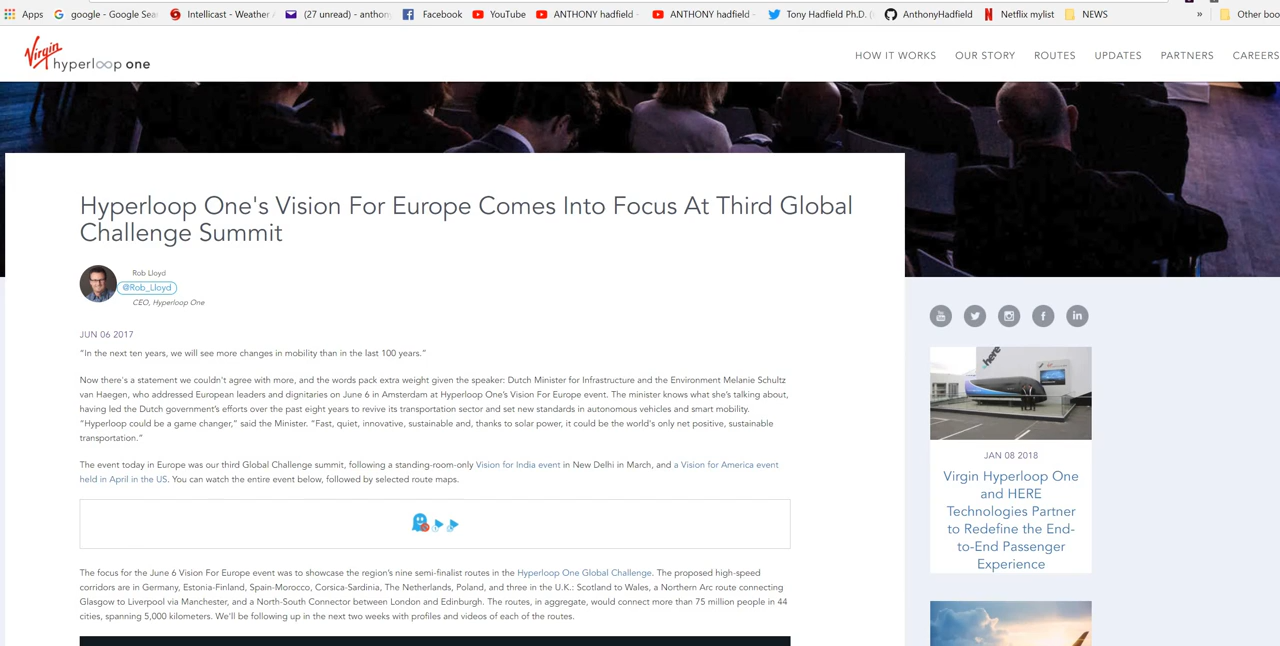 Apps google - Google Sea Intellicast - Weather (27 unread) - anthon Facebook YouTube ANTHONY hadfield - ANTHONY hadfield - Tony Hadfield Ph.D. ( AnthonyHadfield Netflix mylist NEWS » Other boo
Virgin hyperloop one
HOW IT WORKS OUR STORY ROUTES UPDATES PARTNERS CAREERS
Hyperloop One's Vision For Europe Comes Into Focus At Third Global
Challenge Summit
Rob Lloyd
@Rob_Lloyd
CEO, Hyperloop One
JUN 06 2017
“In the next ten years, we will see more changes in mobility than in the last 100 years.”
Now there's a statement we couldn't agree with more, and the words pack extra weight given the speaker: Dutch Minister for Infrastructure and the Environment Melanie Schultz
van Haegen, who addressed European leaders and dignitaries on June 6 in Amsterdam at Hyperloop One's Vision For Europe event. The minister knows what she's talking about,
having led the Dutch government's efforts over the past eight years to revive its transportation sector and set new standards in autonomous vehicles and smart mobility.
“Hyperloop could be a game changer,” said the Minister. “Fast, quiet, innovative, sustainable and, thanks to solar power, it could be the world's only net positive, sustainable
transportation.”
The event today in Europe was our third Global Challenge summit, following a standing-room-only Vision for India event in New Delhi in March, and a Vision for America event
held in April in the US. You can watch the entire event below, followed by selected route maps.
The focus for the June 6 Vision For Europe event was to showcase the region's nine semi-finalist routes in the Hyperloop One Global Challenge. The proposed high-speed
corridors are in Germany, Estonia-Finland, Spain-Morocco, Corsica-Sardinia, The Netherlands, Poland, and three in the U.K.: Scotland to Wales, a Northern Arc route connecting
Glasgow to Liverpool via Manchester, and a North-South Connector between London and Edinburgh. The routes, in aggregate, would connect more than 75 million people in 44
cities, spanning 5,000 kilometers. We'll be following up in the next two weeks with profiles and videos of each of the routes.
You Tube f in
here
JAN 08 2018
Virgin Hyperloop One
and HERE
Technologies Partner
to Redefine the End-
to-End Passenger
Experience